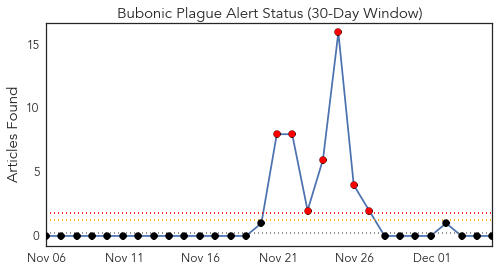 Bubonic Plague Alert Status (30-Day Window)
15
10
5
0
Articles Found
Nov 06 Nov 11 Nov 16 Nov 21 Nov 26 Dec 01